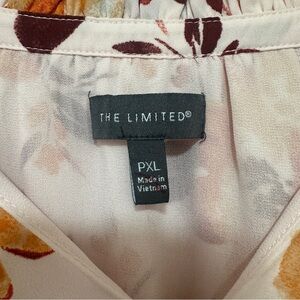 THE LIMITED®
PXL
Made in
Vietnam